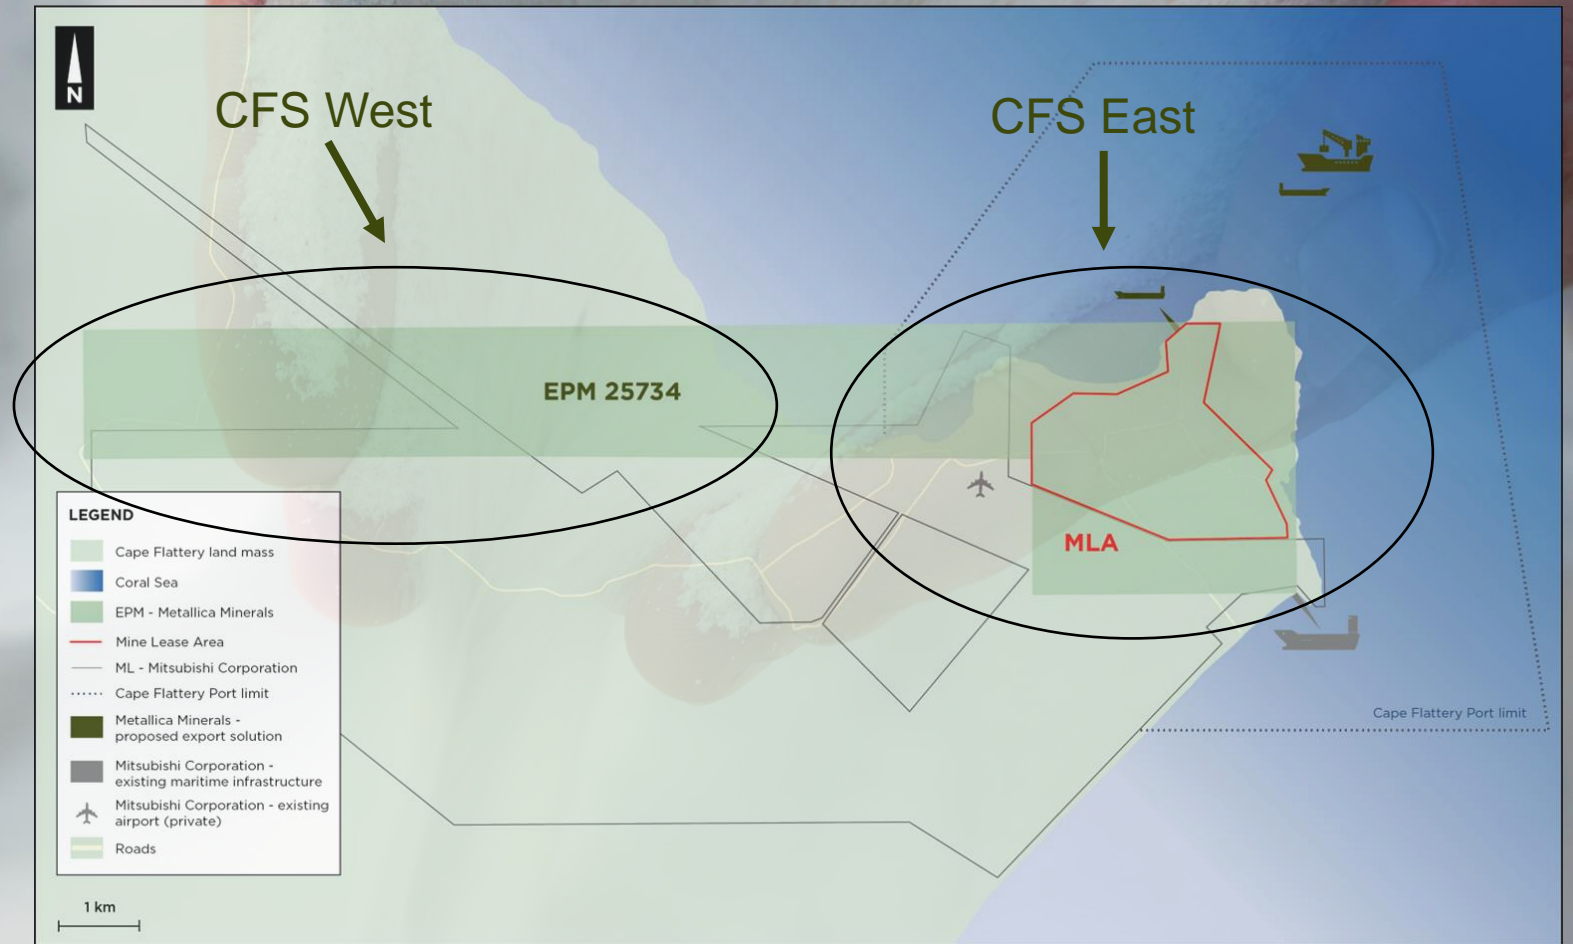 N
CFS West
CFS East
EPM 25734
MLA
LEGEND
Cape Flattery land mass
Coral Sea
EPM - Metallica Minerals
Mine Lease Area
ML - Mitsubishi Corporation
Cape Flattery Port limit
Metallica Minerals -
proposed export solution
Mitsubishi Corporation -
existing maritime infrastructure
Mitsubishi Corporation - existing
airport (private)
Roads
Cape Flattery Port limit
1 km